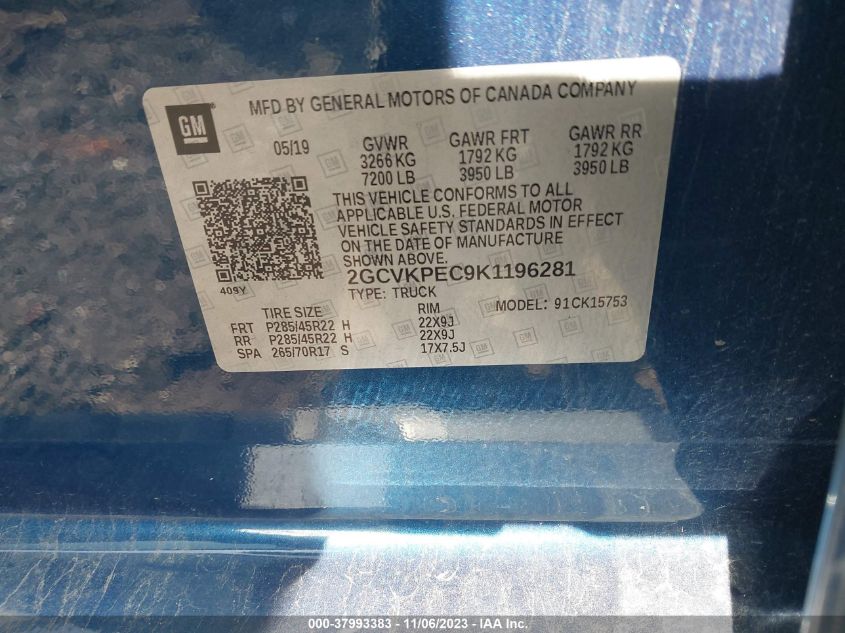 GM
MFD BY GENERAL MOTORS OF CANADA COMPANY
05/19 GVWR GAWR FRT GAWR RR
3266 KG 1792 KG 1792 KG
7200 LB 3950 LB 3950 LB
THIS VEHICLE CONFORMS TO ALL
APPLICABLE U.S. FEDERAL MOTOR
VEHICLE SAFETY STANDARDS IN EFFECT
ON THE DATE OF MANUFACTURE
SHOWN ABOVE.
409Y 2GCVKPEC9K1196281
TYPE: TRUCK MODEL: 91CK15753
TIRE SIZE RIM
FRT P285/45R22 H 22X9J
RR P285/45R22 H 22X9J
SPA 265/70R17 S 17X7.5J
000-37993383 - 11/06/2023 - IAA Inc.